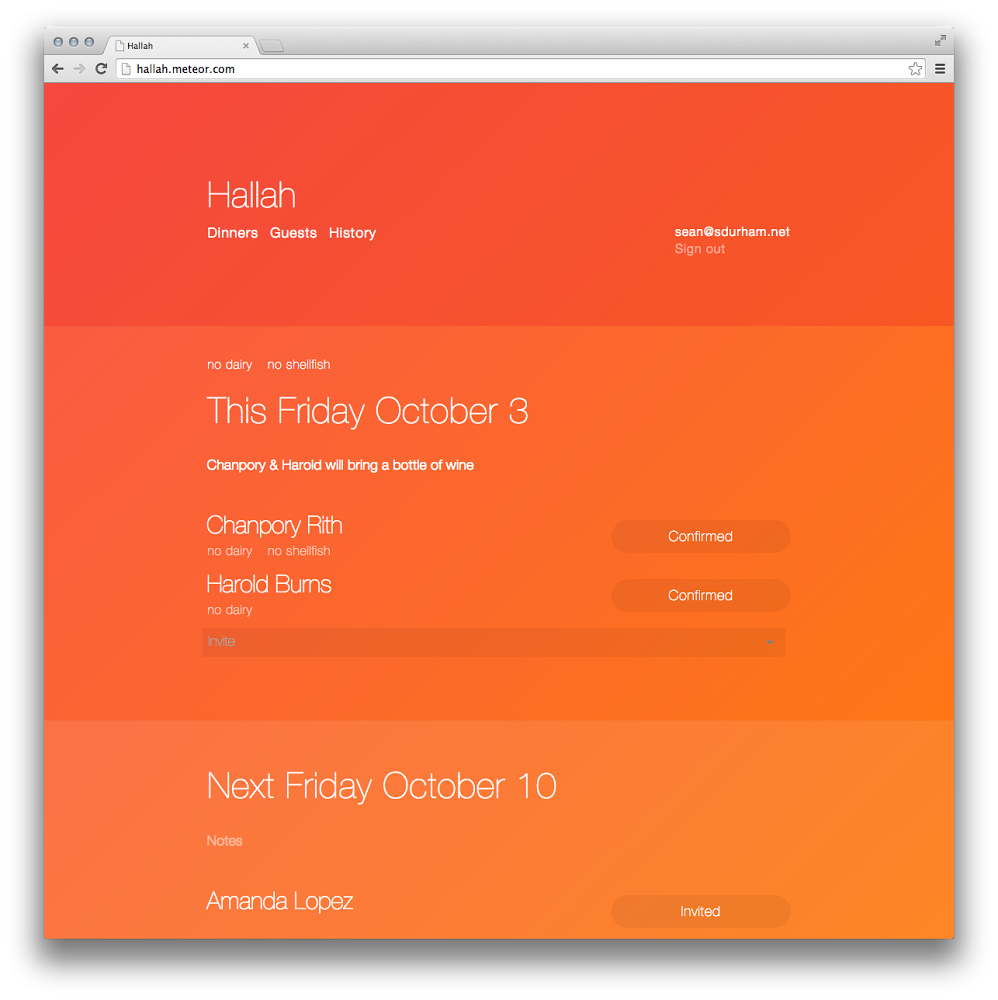 Hallah
hallah.meteor.com
Hallah
Dinners Guests History
sean@sdurham.net
Sign out
no dairy no shellfish
This Friday October 3
Chanpory & Harold will bring a bottle of wine
Chanpory Rith
no dairy no shellfish
Confirmed
Harold Burns
no dairy
Confirmed
Invite
Next Friday October 10
Notes
Amanda Lopez
Invited